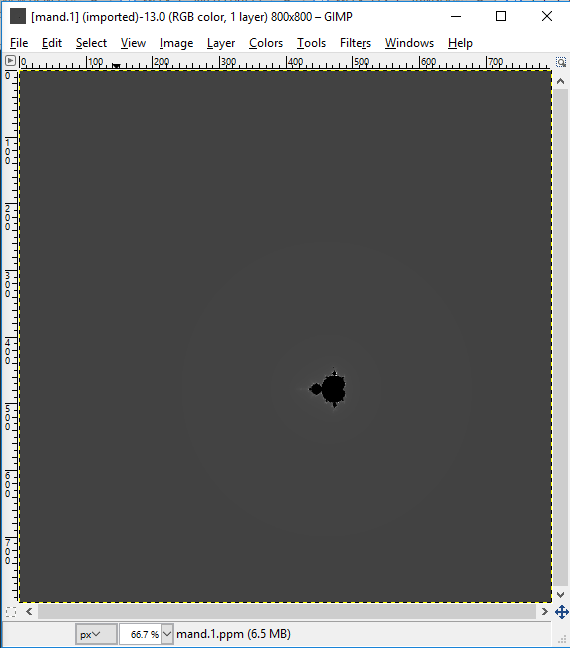 [mand.1] (imported)-13.0 (RGB color, 1 layer) 800x800 – GIMP
File Edit Select View Image Layer Colors Tools Filters Windows Help
0 100 200 300 400 500 600 700
0
100
200
300
400
500
600
700
px 66.7 % mand.1.ppm (6.5 MB)